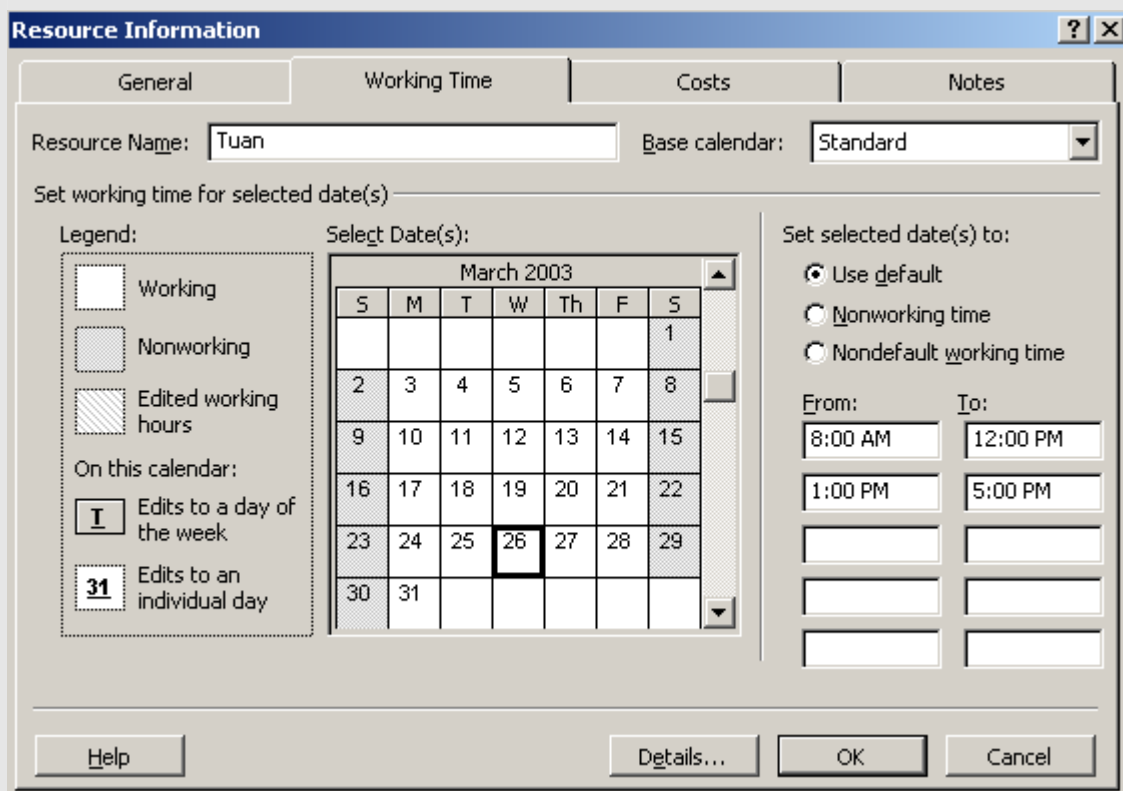 Resource Information
General Working Time Costs Notes
Resource Name: Tuan Base calendar: Standard
Set working time for selected date(s)
Legend:
Working
Nonworking
Edited working
hours
On this calendar:
T Edits to a day of
the week
31 Edits to an
individual day
Select Date(s):
March 2003
S M T W Th F S
1
2 3 4 5 6 7 8
9 10 11 12 13 14 15
16 17 18 19 20 21 22
23 24 25 26 27 28 29
30 31
Set selected date(s) to:
Use default
Nonworking time
Nondefault working time
From: To:
8:00 AM 12:00 PM
1:00 PM 5:00 PM
Help Details... OK Cancel